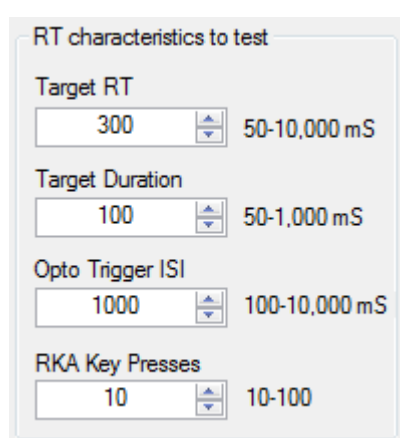 RT characteristics to test
Target RT
300 50-10,000 mS
Target Duration
100 50-1,000 mS
Opto Trigger ISI
1000 100-10,000 mS
RKA Key Presses
10 10-100